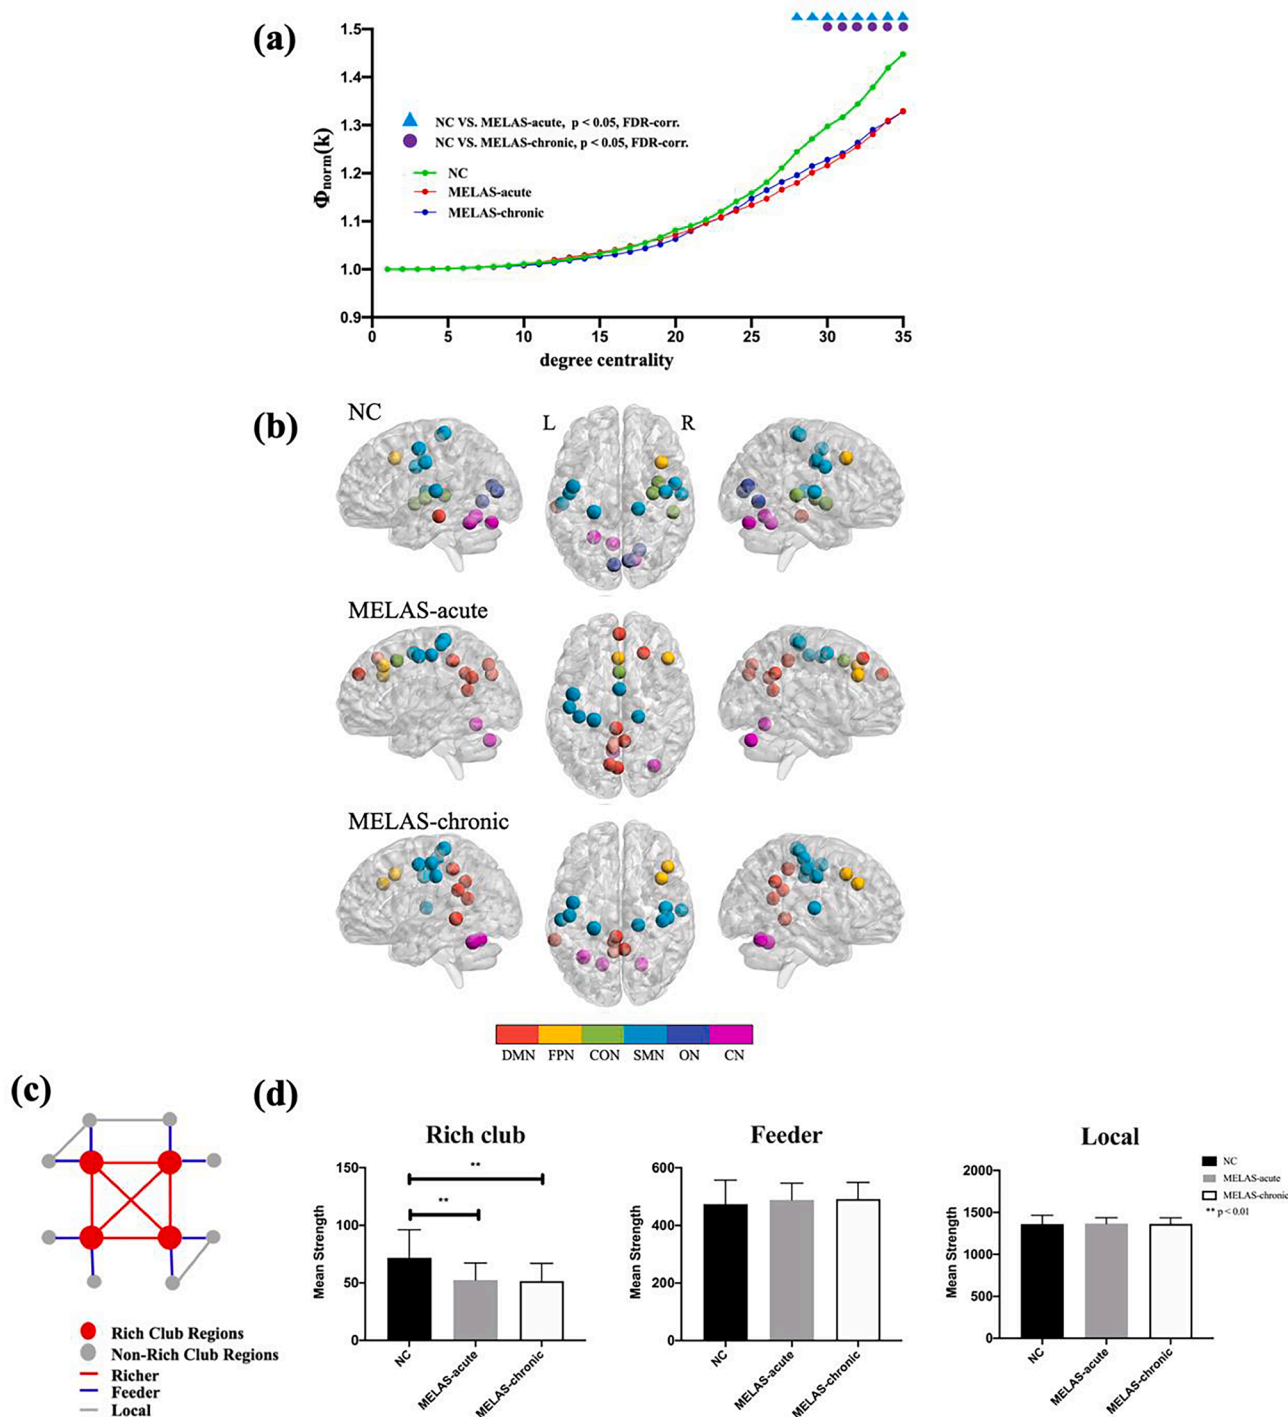 (a)
1.5
1.4
1.3
1.2
1.1
1.0
0.9
Φnorm(k)
NC VS. MELAS-acute, p < 0.05, FDR-corr.
NC VS. MELAS-chronic, p < 0.05, FDR-corr.
NC
MELAS-acute
MELAS-chronic
0 5 10 15 20 25 30 35
degree centrality
(b)
NC
L R
MELAS-acute
MELAS-chronic
DMN FPN CON SMN ON CN
(c)
Rich Club Regions
Non-Rich Club Regions
Richer
Feeder
Local
(d)
Rich club
150
100
50
0
Mean Strength
**
**
NC
MELAS-acute
MELAS-chronic
Feeder
600
400
200
0
Mean Strength
NC
MELAS-acute
MELAS-chronic
Local
2000
1500
1000
500
0
Mean Strength
NC
MELAS-acute
MELAS-chronic
NC
MELAS-acute
MELAS-chronic
** p < 0.01